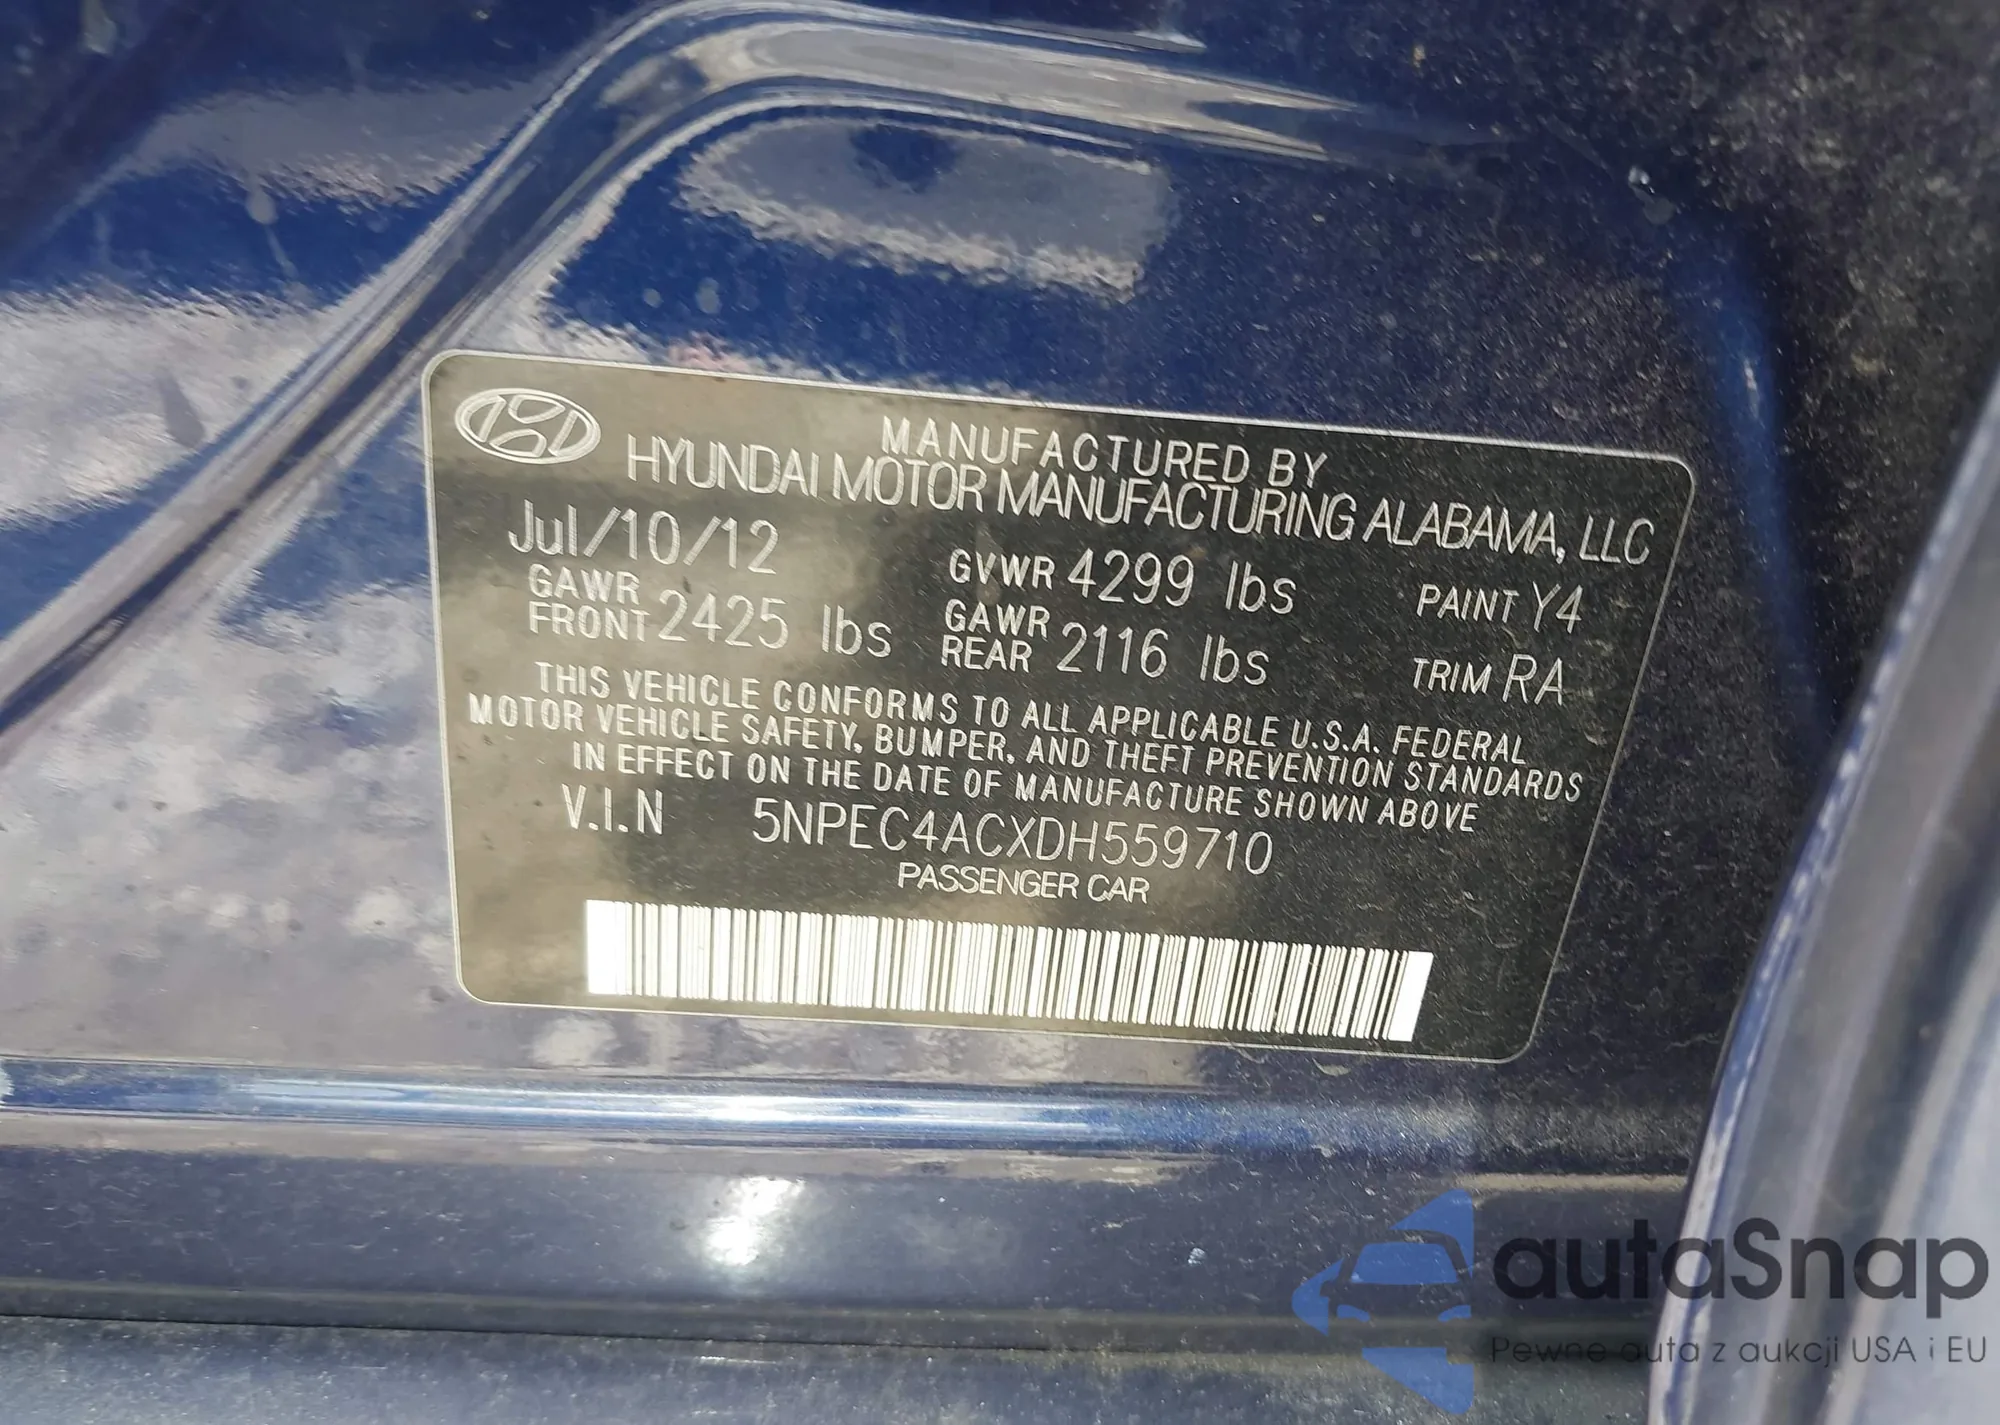 MANUFACTURED BY
HYUNDAI MOTOR MANUFACTURING ALABAMA, LLC
Jul/10/12 GVWR 4299 lbs PAINT Y4
GAWR FRONT 2425 lbs GAWR REAR 2116 lbs TRIM RA
THIS VEHICLE CONFORMS TO ALL APPLICABLE U.S.A. FEDERAL
MOTOR VEHICLE SAFETY, BUMPER, AND THEFT PREVENTION STANDARDS
IN EFFECT ON THE DATE OF MANUFACTURE SHOWN ABOVE
V.I.N 5NPEC4ACXDH559710
PASSENGER CAR
autaSnap
Pewne auta z aukcji USA i EU